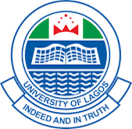 UNIVERSITY OF LAGOS
INDEED AND IN TRUTH